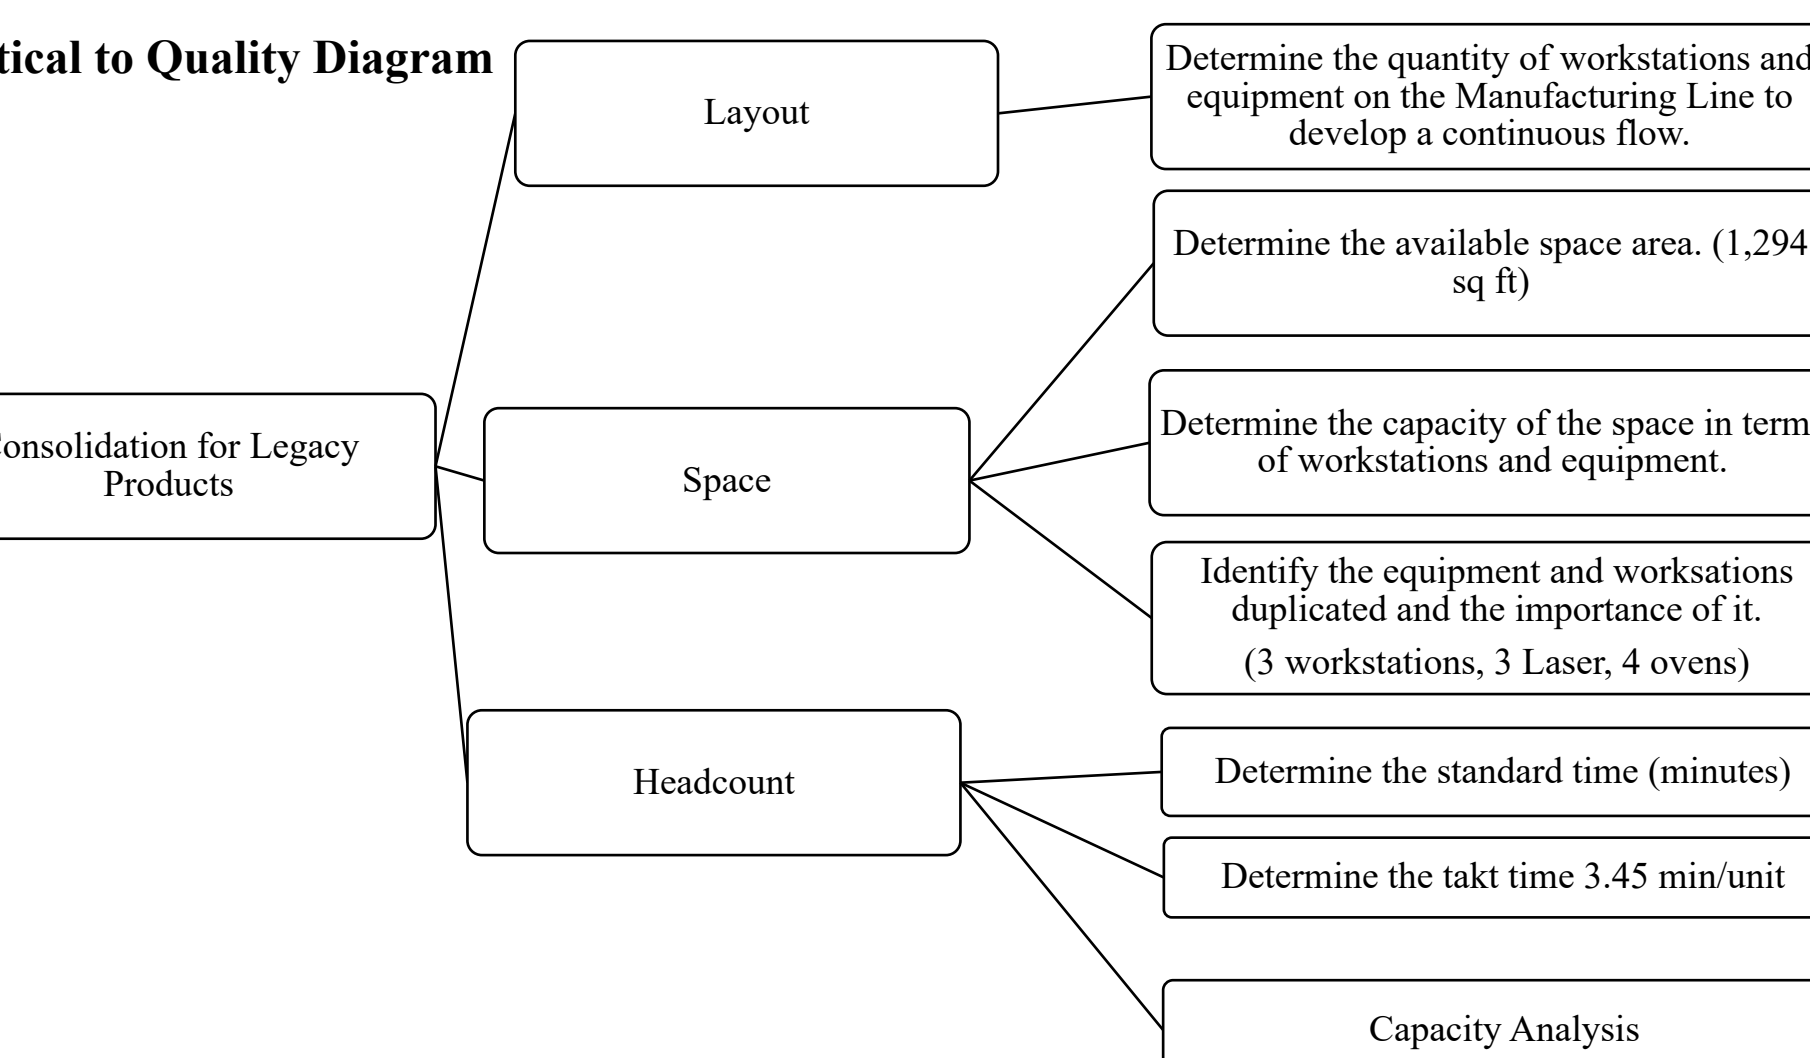 tical to Quality Diagram
Layout
Determine the quantity of workstations and
equipment on the Manufacturing Line to
develop a continuous flow.
Determine the available space area. (1,294
sq ft)
onsolidation for Legacy
Products
Space
Determine the capacity of the space in term
of workstations and equipment.
Identify the equipment and worksations
duplicated and the importance of it.
(3 workstations, 3 Laser, 4 ovens)
Headcount
Determine the standard time (minutes)
Determine the takt time 3.45 min/unit
Capacity Analysis